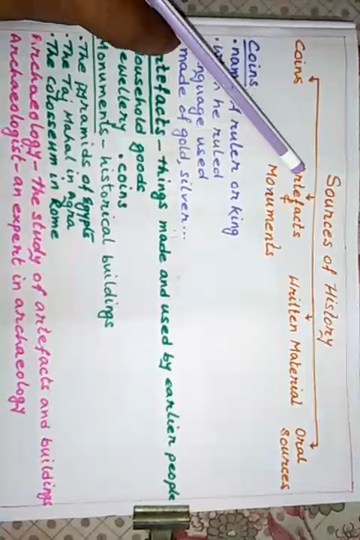 Sources of History
Coins
Artefacts &
Monuments
Written Material
Oral
Sources
Coins
ruler or king
he ruled
used
made of gold, silver...
Artefacts - things made and used by earlier people
household goods
jewellery • coins
Monuments - historical buildings
• The pyramids of Egypt
• The Taj Mahal in Agra
• The Colosseum in Rome
Archaeology - the study of artefacts and buildings
Archaeologist - an expert in archaeology